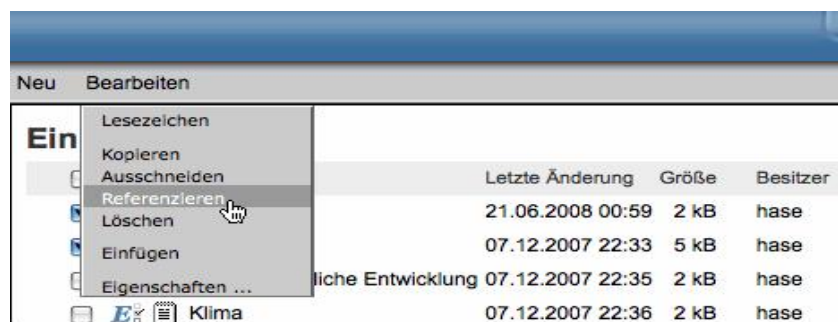 Neu Bearbeiten
Lesezeichen
Ein
Kopieren
Ausschneiden
Letzte Änderung Größe Besitzer
Referenzieren
21.06.2008 00:59 2 kB hase
Löschen
07.12.2007 22:33 5 kB hase
Einfügen
liche Entwicklung 07.12.2007 22:35 2 kB hase
Eigenschaften ...
Klima 07.12.2007 22:36 2 kB hase